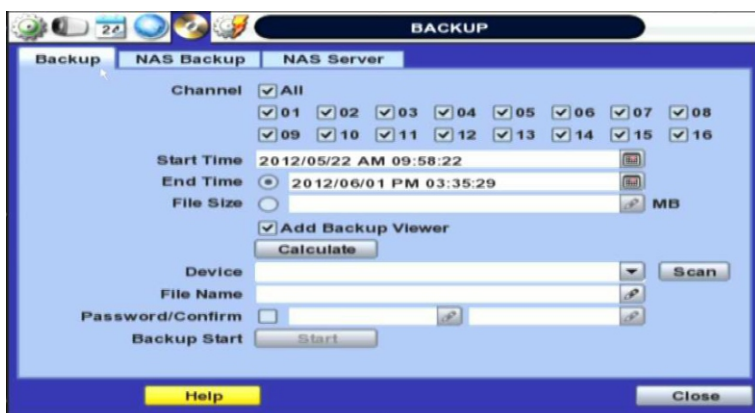 BACKUP
Backup NAS Backup NAS Server
Channel All
01 02 03 04 05 06 07 08
09 10 11 12 13 14 15 16
Start Time 2012/05/22 AM 09:58:22
End Time 2012/06/01 PM 03:35:29
File Size MB
Add Backup Viewer
Calculate
Device Scan
File Name
Password/Confirm
Backup Start Start
Help Close